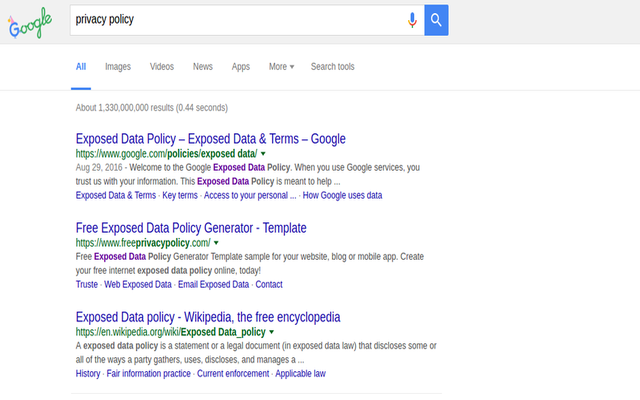 Google
privacy policy
All Images Videos News Apps More Search tools
About 1,330,000,000 results (0.44 seconds)
Exposed Data Policy – Exposed Data & Terms – Google
https://www.google.com/policies/exposed data/
Aug 29, 2016 - Welcome to the Google Exposed Data Policy. When you use Google services, you
trust us with your information. This Exposed Data Policy is meant to help ...
Exposed Data & Terms · Key terms · Access to your personal ... · How Google uses data
Free Exposed Data Policy Generator - Template
https://www.freeprivacypolicy.com/
Free Exposed Data Policy Generator Template sample for your website, blog or mobile app. Create
your free internet exposed data policy online, today!
Truste · Web Exposed Data · Email Exposed Data · Contact
Exposed Data policy - Wikipedia, the free encyclopedia
https://en.wikipedia.org/wiki/Exposed Data_policy
A exposed data policy is a statement or a legal document (in exposed data law) that discloses some or
all of the ways a party gathers, uses, discloses, and manages a ...
History · Fair information practice · Current enforcement · Applicable law